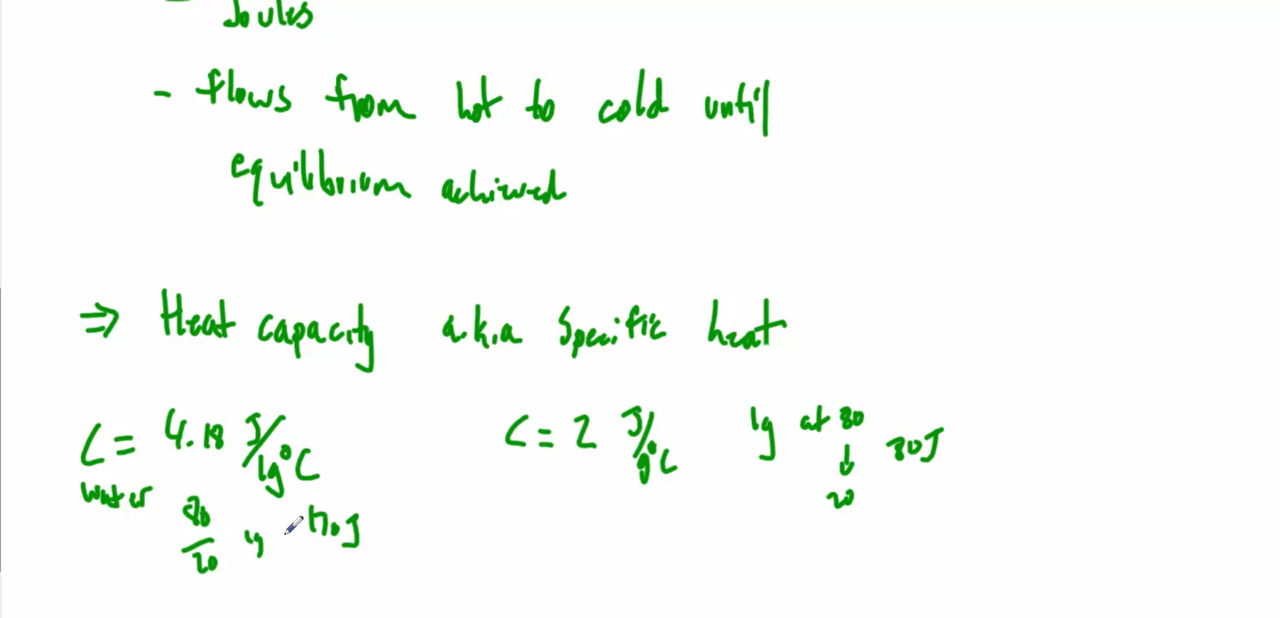 Joules
- flows from hot to cold until
equilibrium achieved
⇒ Heat capacity a.k.a Specific heat
C = 4.18 J/1g°C C = 2 J/g°C 1g at 80 ↓ 20 80J
water
80/20 1g 170J